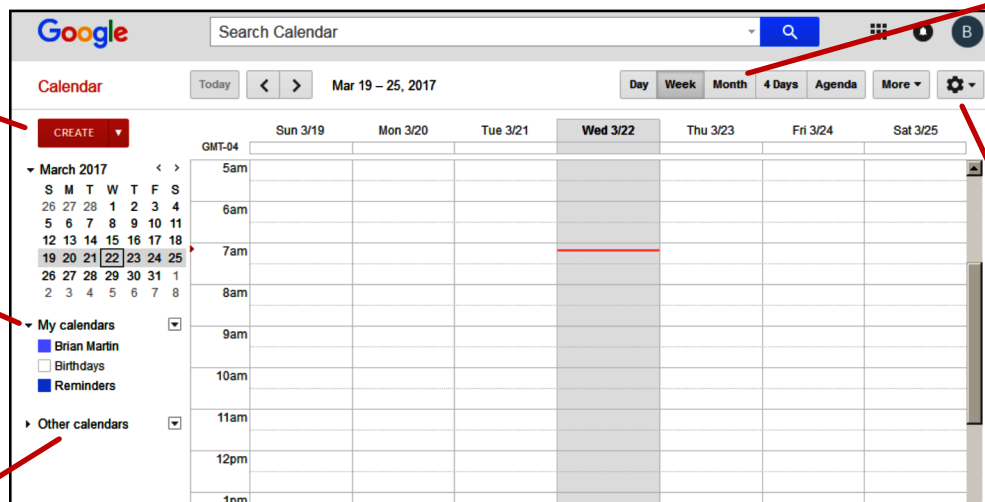 Google
Search Calendar
B
Calendar
Today
Mar 19 – 25, 2017
Day Week Month 4 Days Agenda
More
CREATE
Sun 3/19 Mon 3/20 Tue 3/21 Wed 3/22 Thu 3/23 Fri 3/24 Sat 3/25
GMT-04
March 2017
S M T W T F S
26 27 28 1 2 3 4
5 6 7 8 9 10 11
12 13 14 15 16 17 18
19 20 21 22 23 24 25
26 27 28 29 30 31 1
2 3 4 5 6 7 8
My calendars
Brian Martin
Birthdays
Reminders
Other calendars
5am
6am
7am
8am
9am
10am
11am
12pm
1pm